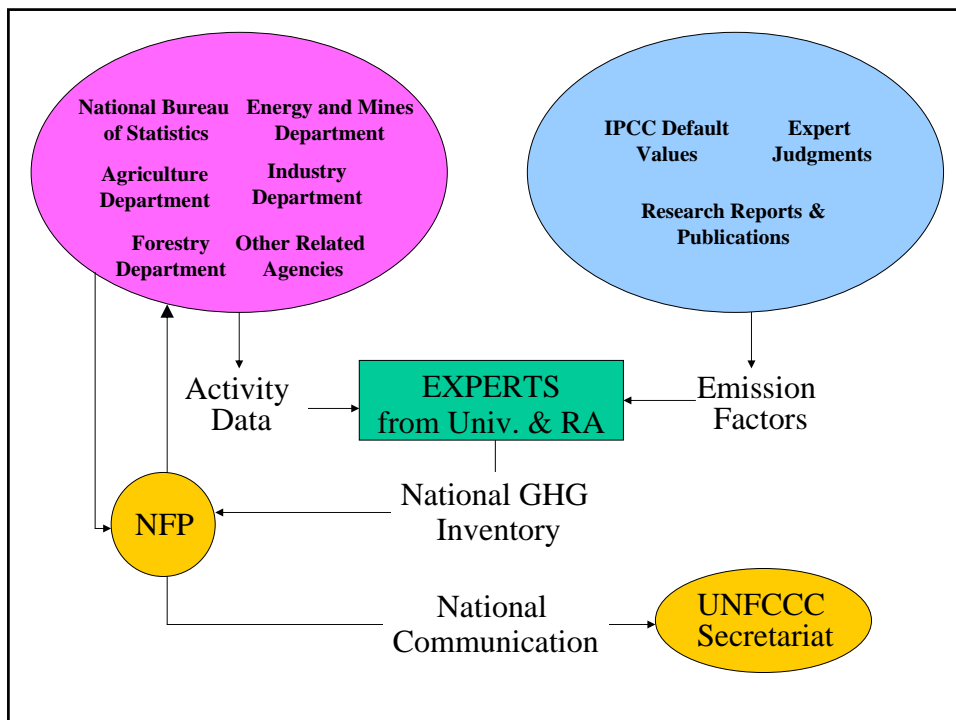 National Bureau
of Statistics
Energy and Mines
Department
Agriculture
Department
Industry
Department
Forestry
Department
Other Related
Agencies
IPCC Default
Values
Expert
Judgments
Research Reports &
Publications
Activity
Data
EXPERTS
from Univ. & RA
Emission
Factors
National GHG
Inventory
NFP
National
Communication
UNFCCC
Secretariat